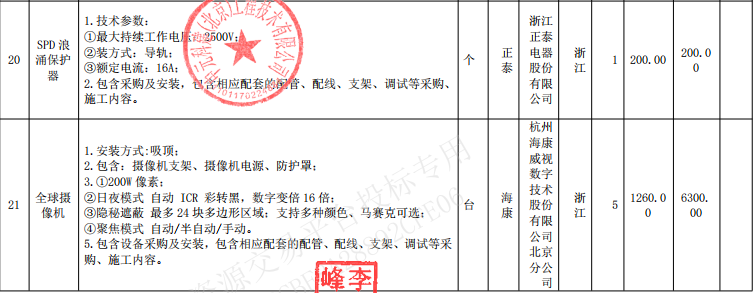 20
SPD 浪
涌保护
器
1.技术参数:
①最大持续工作电压:2500V;
②装方式: 导轨;
③额定电流: 16A;
2.包含采购及安装, 包含相应配套的配管、配线、支架、调试等采购、
施工内容。
个
正
泰
浙江
正泰
电器
股份
有限
公司
浙
江
1
200.00
200.0
0
21
全球摄
像机
1.安装方式:吸顶;
2.包含: 摄像机支架、摄像机电源、防护罩;
3.①200W 像素;
②日夜模式 自动 ICR 彩转黑, 数字变倍 16 倍;
③隐秘遮蔽 最多 24 块多边形区域; 支持多种颜色、马赛克可选;
④聚焦模式 自动/半自动/手动。
5.包含设备采购及安装, 包含相应配套的配管、配线、支架、调试等采
购、施工内容。
台
海
康
杭州
海康
威视
数字
技术
股份
有限
公司
北京
分公
司
浙
江
5
1260.0
0
6300.
00
李
峰